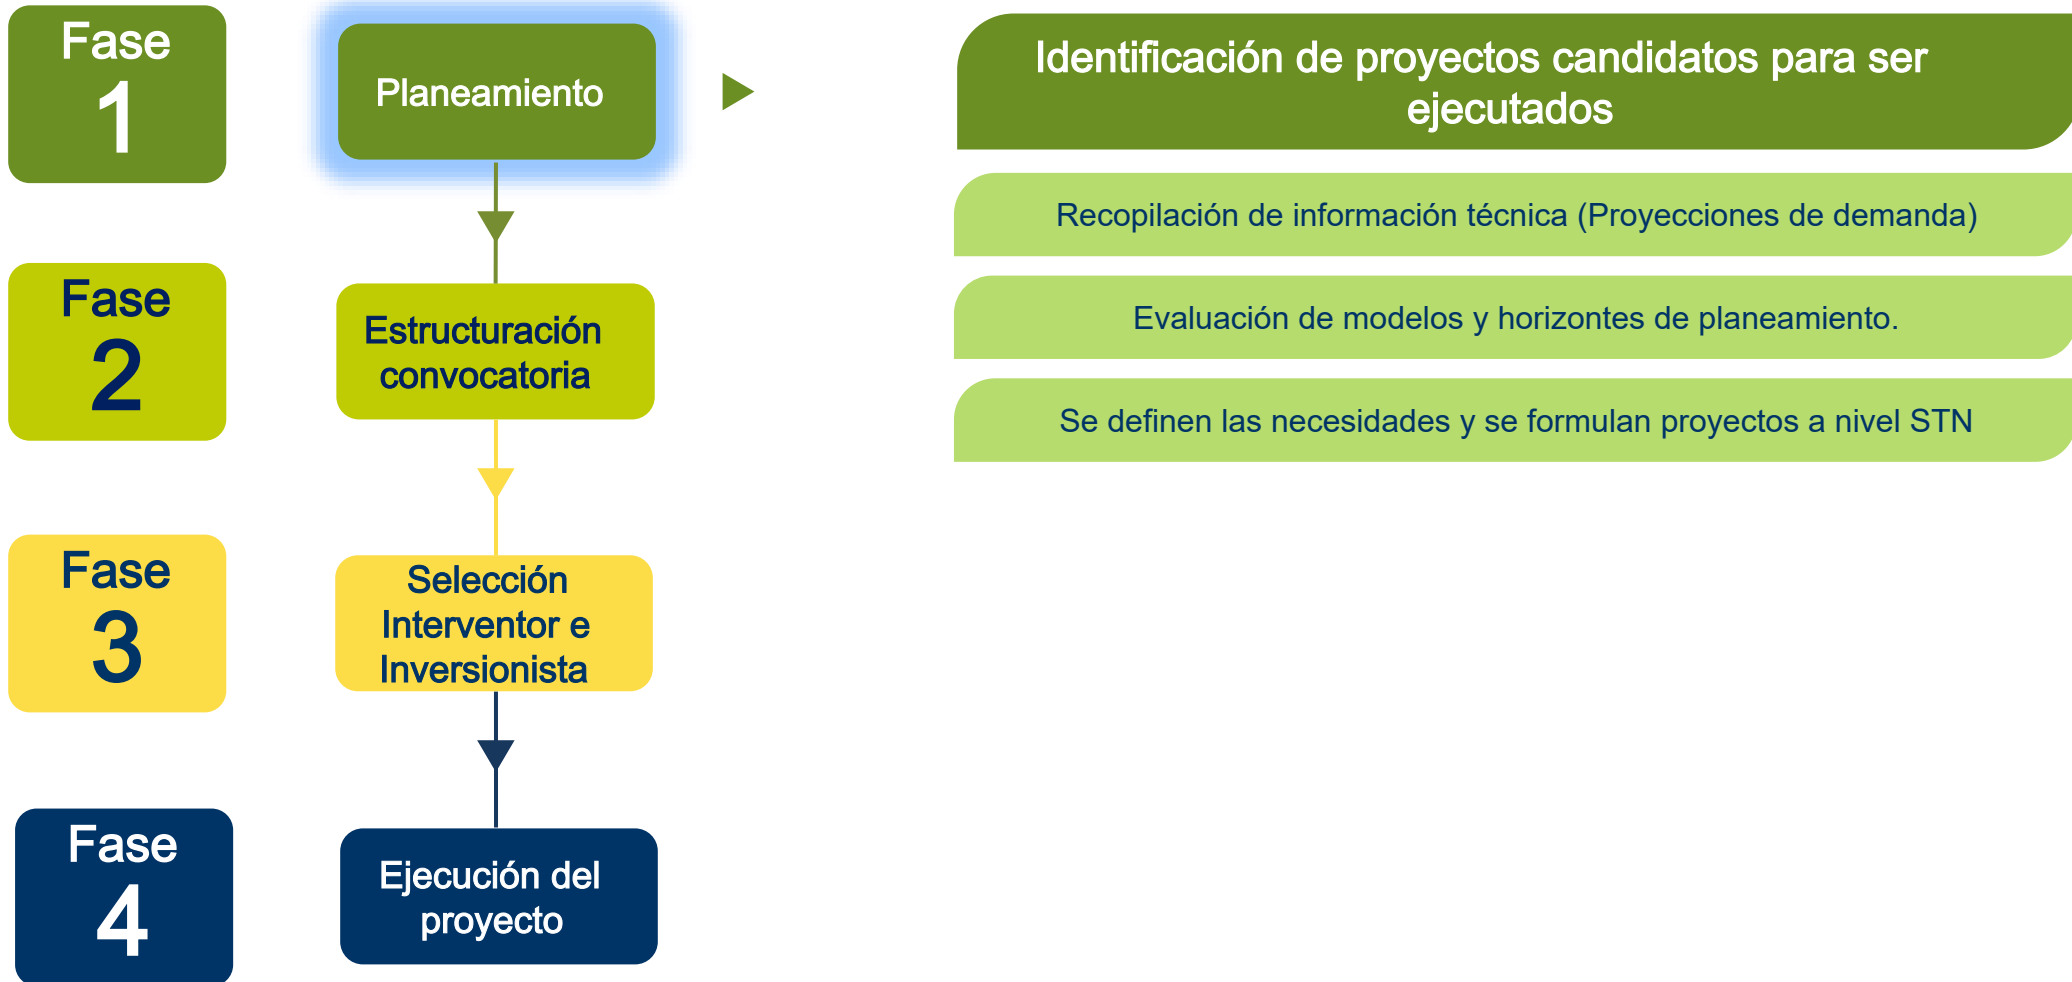 Fase
1
Planeamiento
Identificación de proyectos candidatos para ser
ejecutados
Recopilación de información técnica (Proyecciones de demanda)
Evaluación de modelos y horizontes de planeamiento.
Se definen las necesidades y se formulan proyectos a nivel STN
Fase
2
Estructuración
convocatoria
Fase
3
Selección
Interventor e
Inversionista
Fase
4
Ejecución del
proyecto